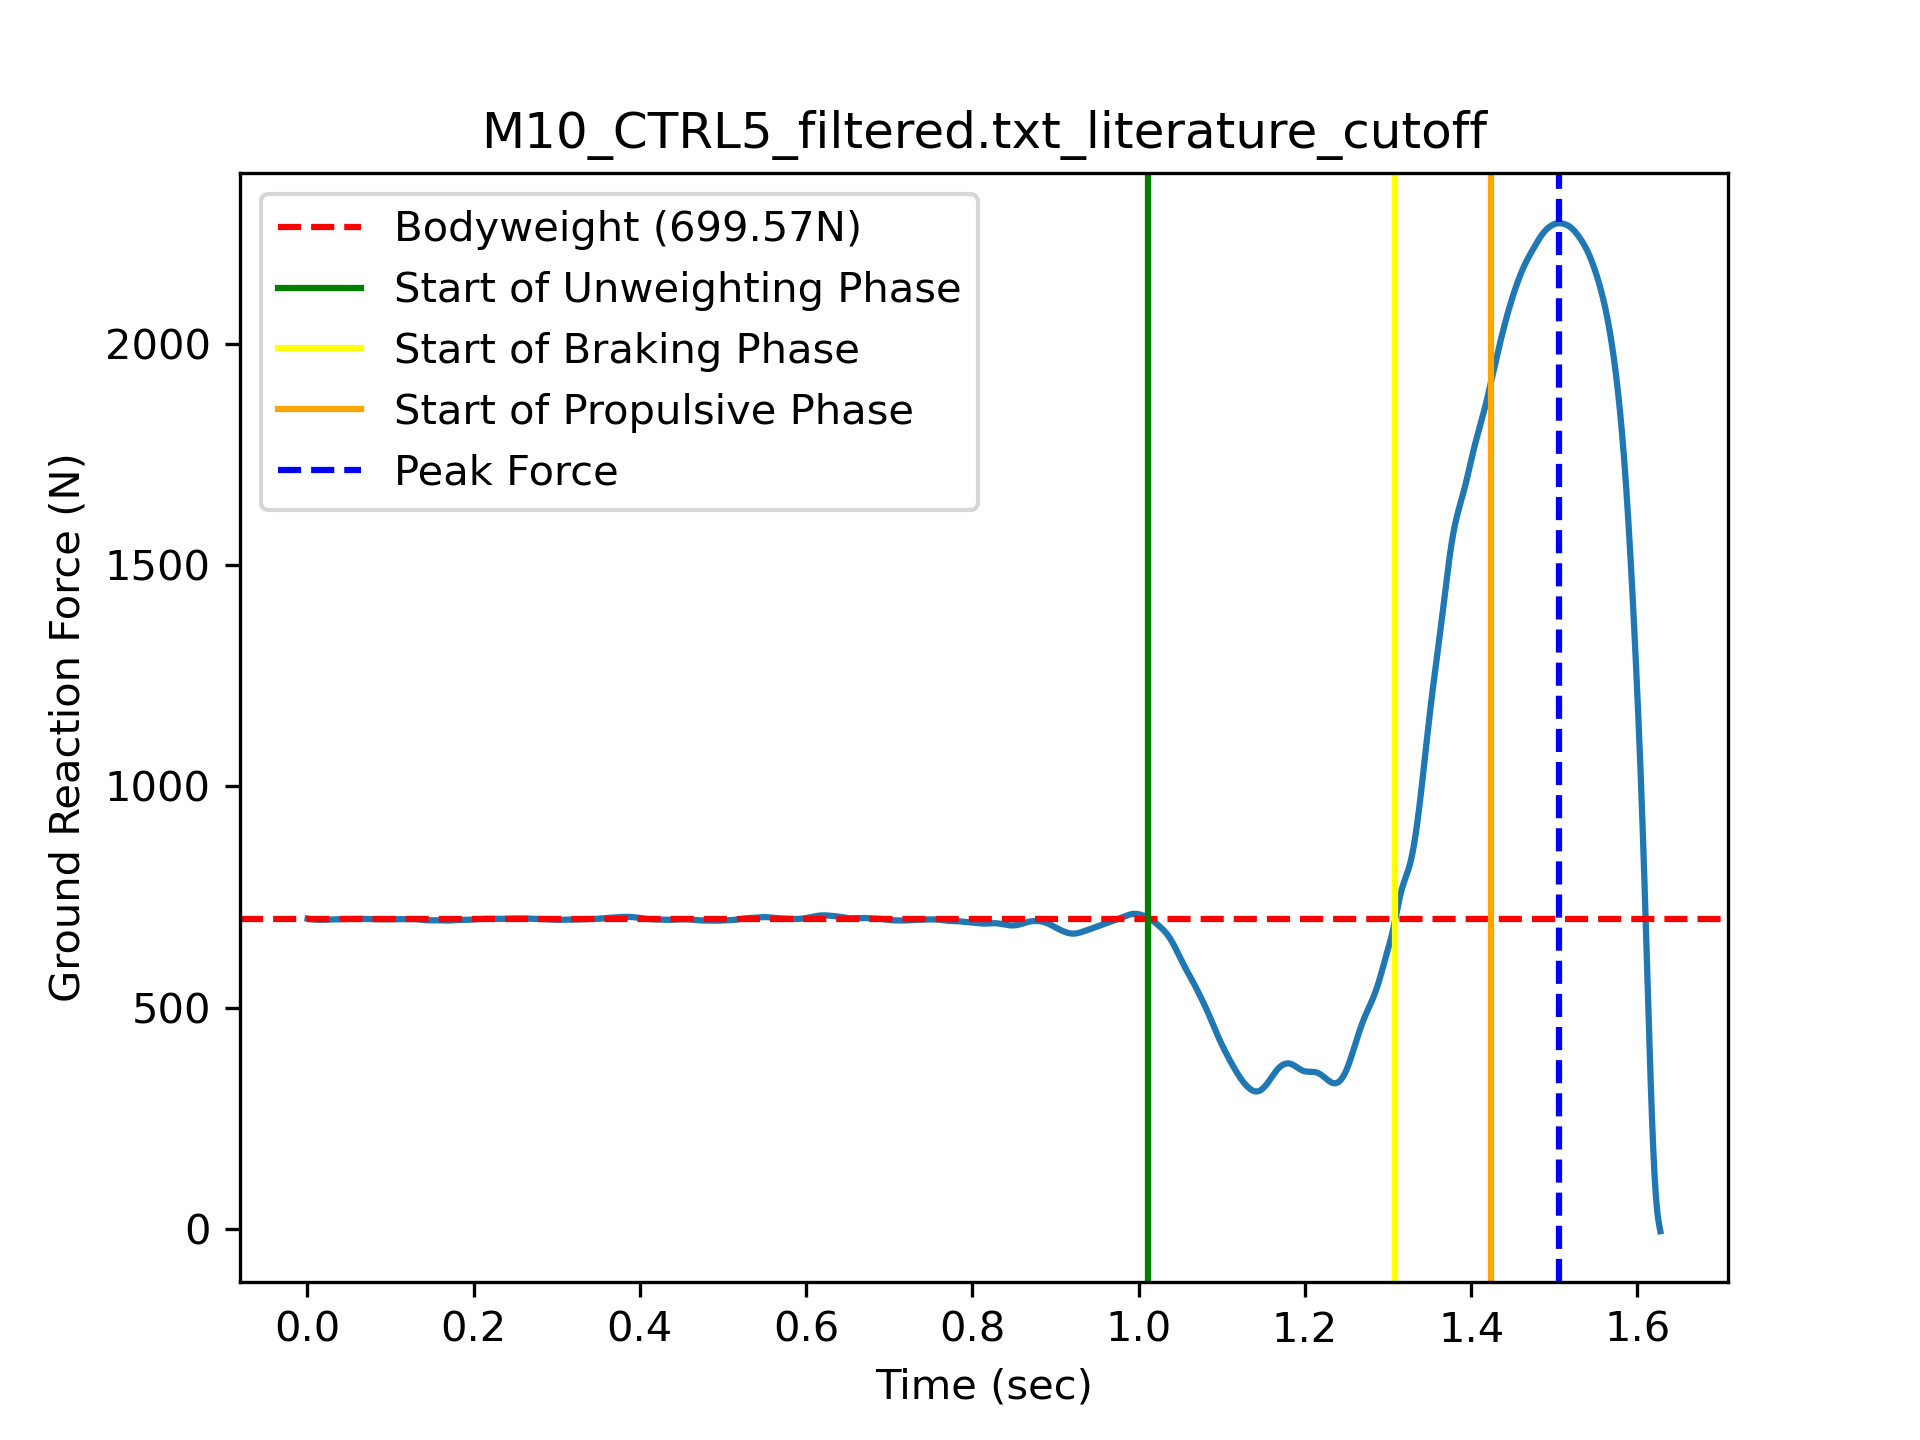 M10_CTRL5_filtered.txt_literature_cutoff
Bodyweight (699.57N)
Start of Unweighting Phase
Start of Braking Phase
Start of Propulsive Phase
Peak Force
Ground Reaction Force (N)
2000
1500
1000
500
0
0.0 0.2 0.4 0.6 0.8 1.0 1.2 1.4 1.6
Time (sec)